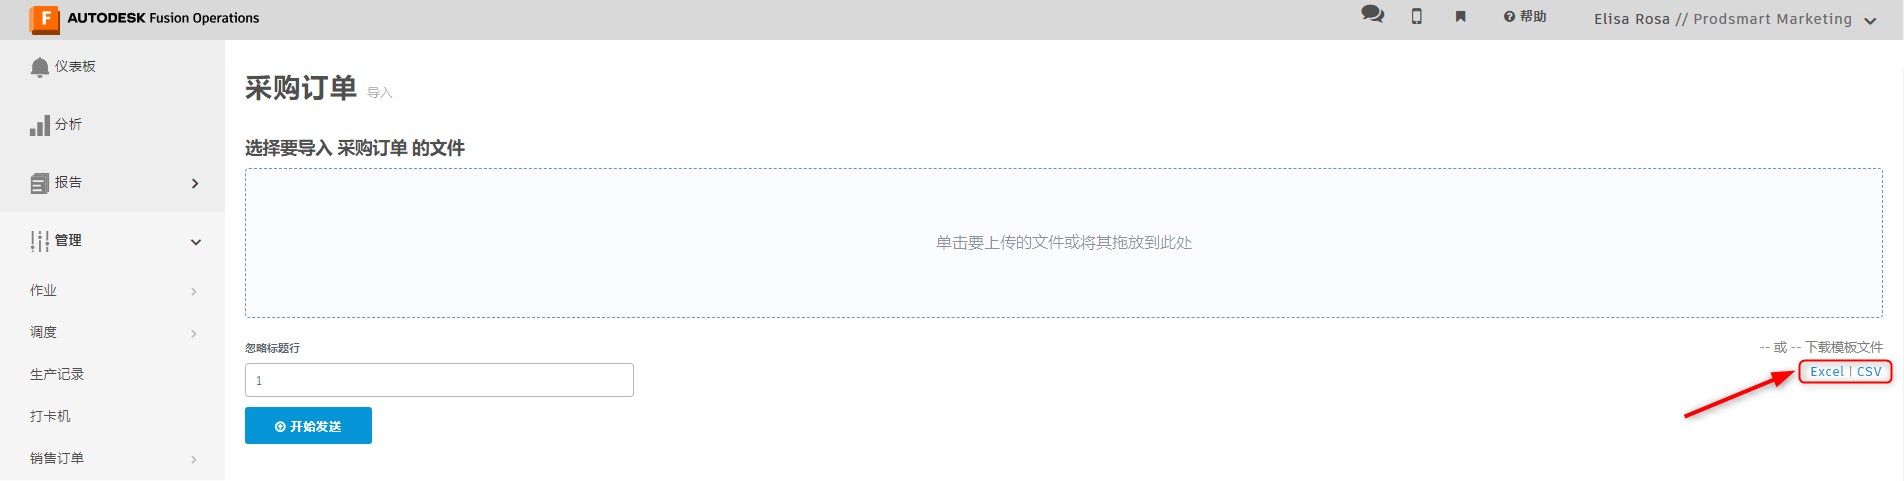 F AUTODESK Fusion Operations
帮助
Elisa Rosa // Prodsmart Marketing
仪表板
分析
报告
管理
作业
调度
生产记录
打卡机
销售订单
采购订单 导入
选择要导入 采购订单 的文件
单击要上传的文件或将其拖放到此处
忽略标题行
1
开始发送
-- 或 -- 下载模板文件
Excel | CSV